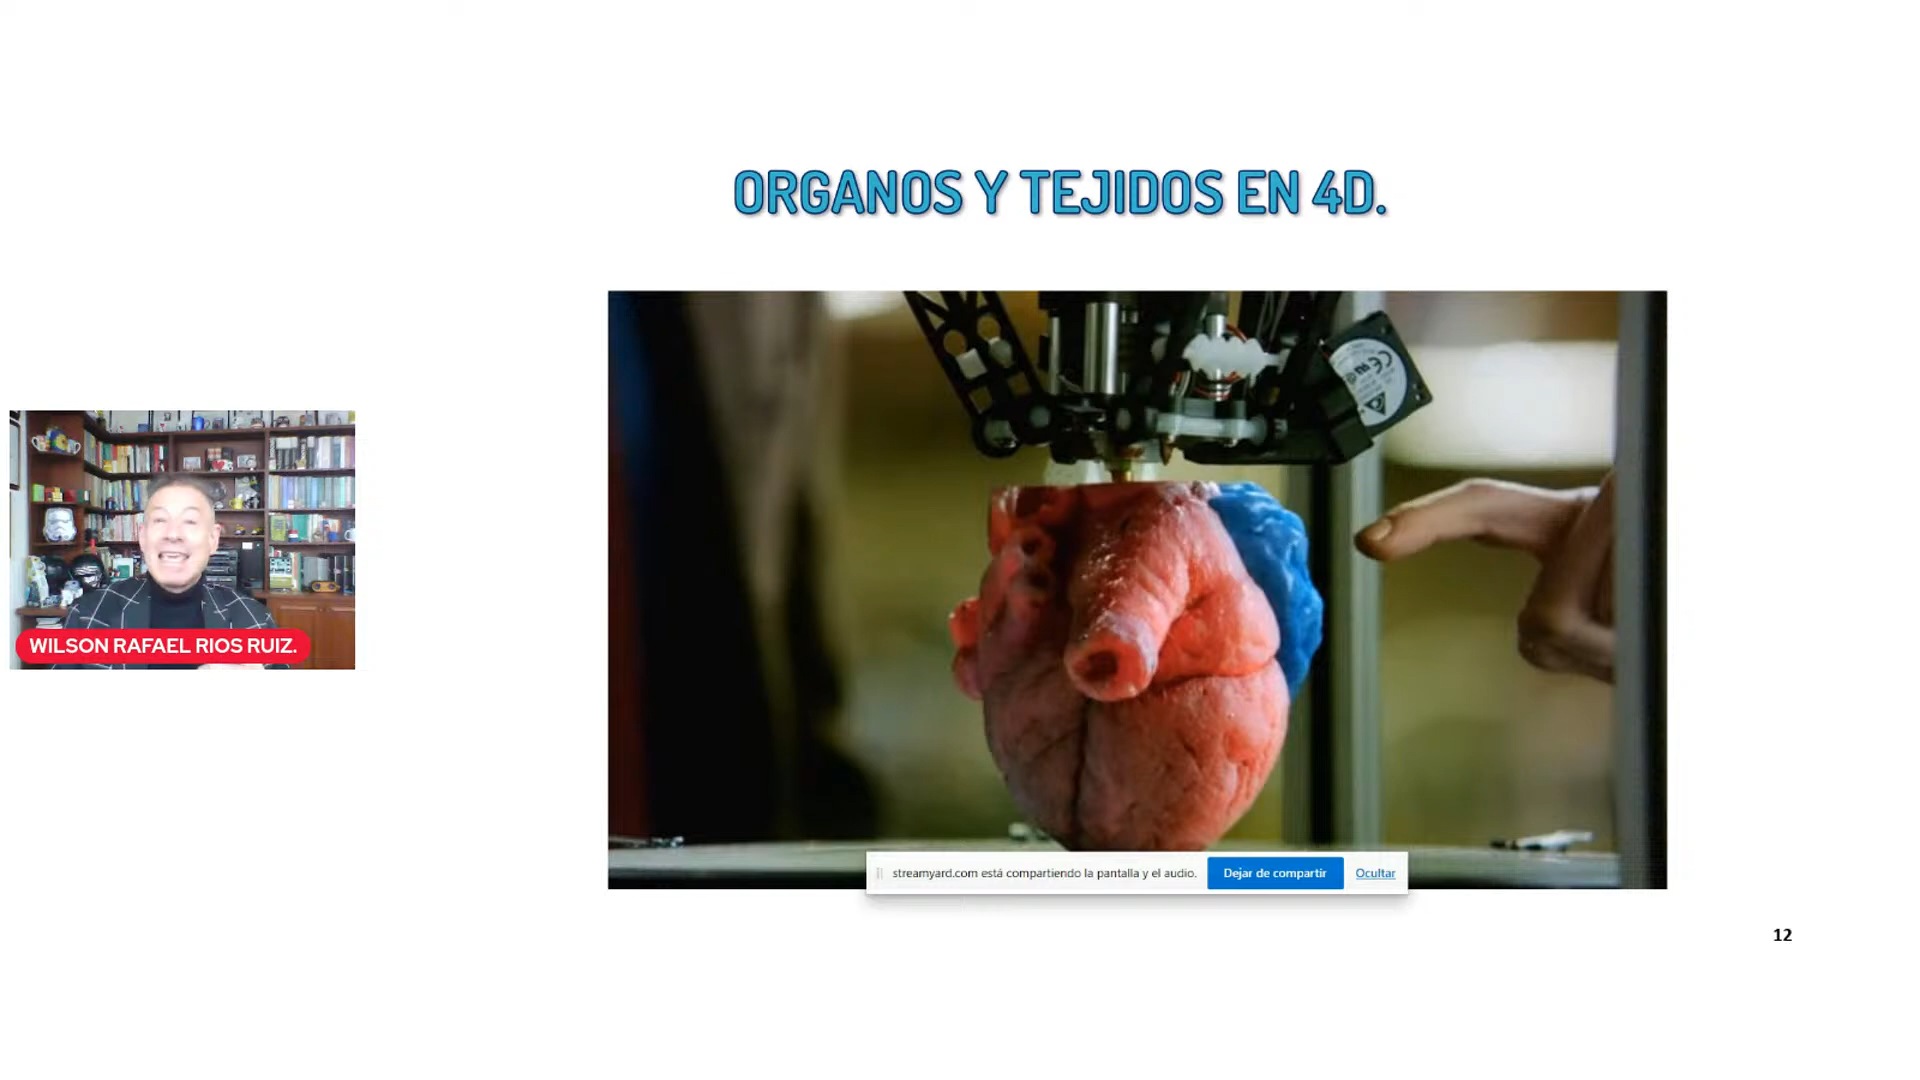 ORGANOS Y TEJIDOS EN 4D.
WILSON RAFAEL RIOS RUIZ.
streamyard.com está compartiendo la pantalla y el audio. Dejar de compartir Ocultar
12